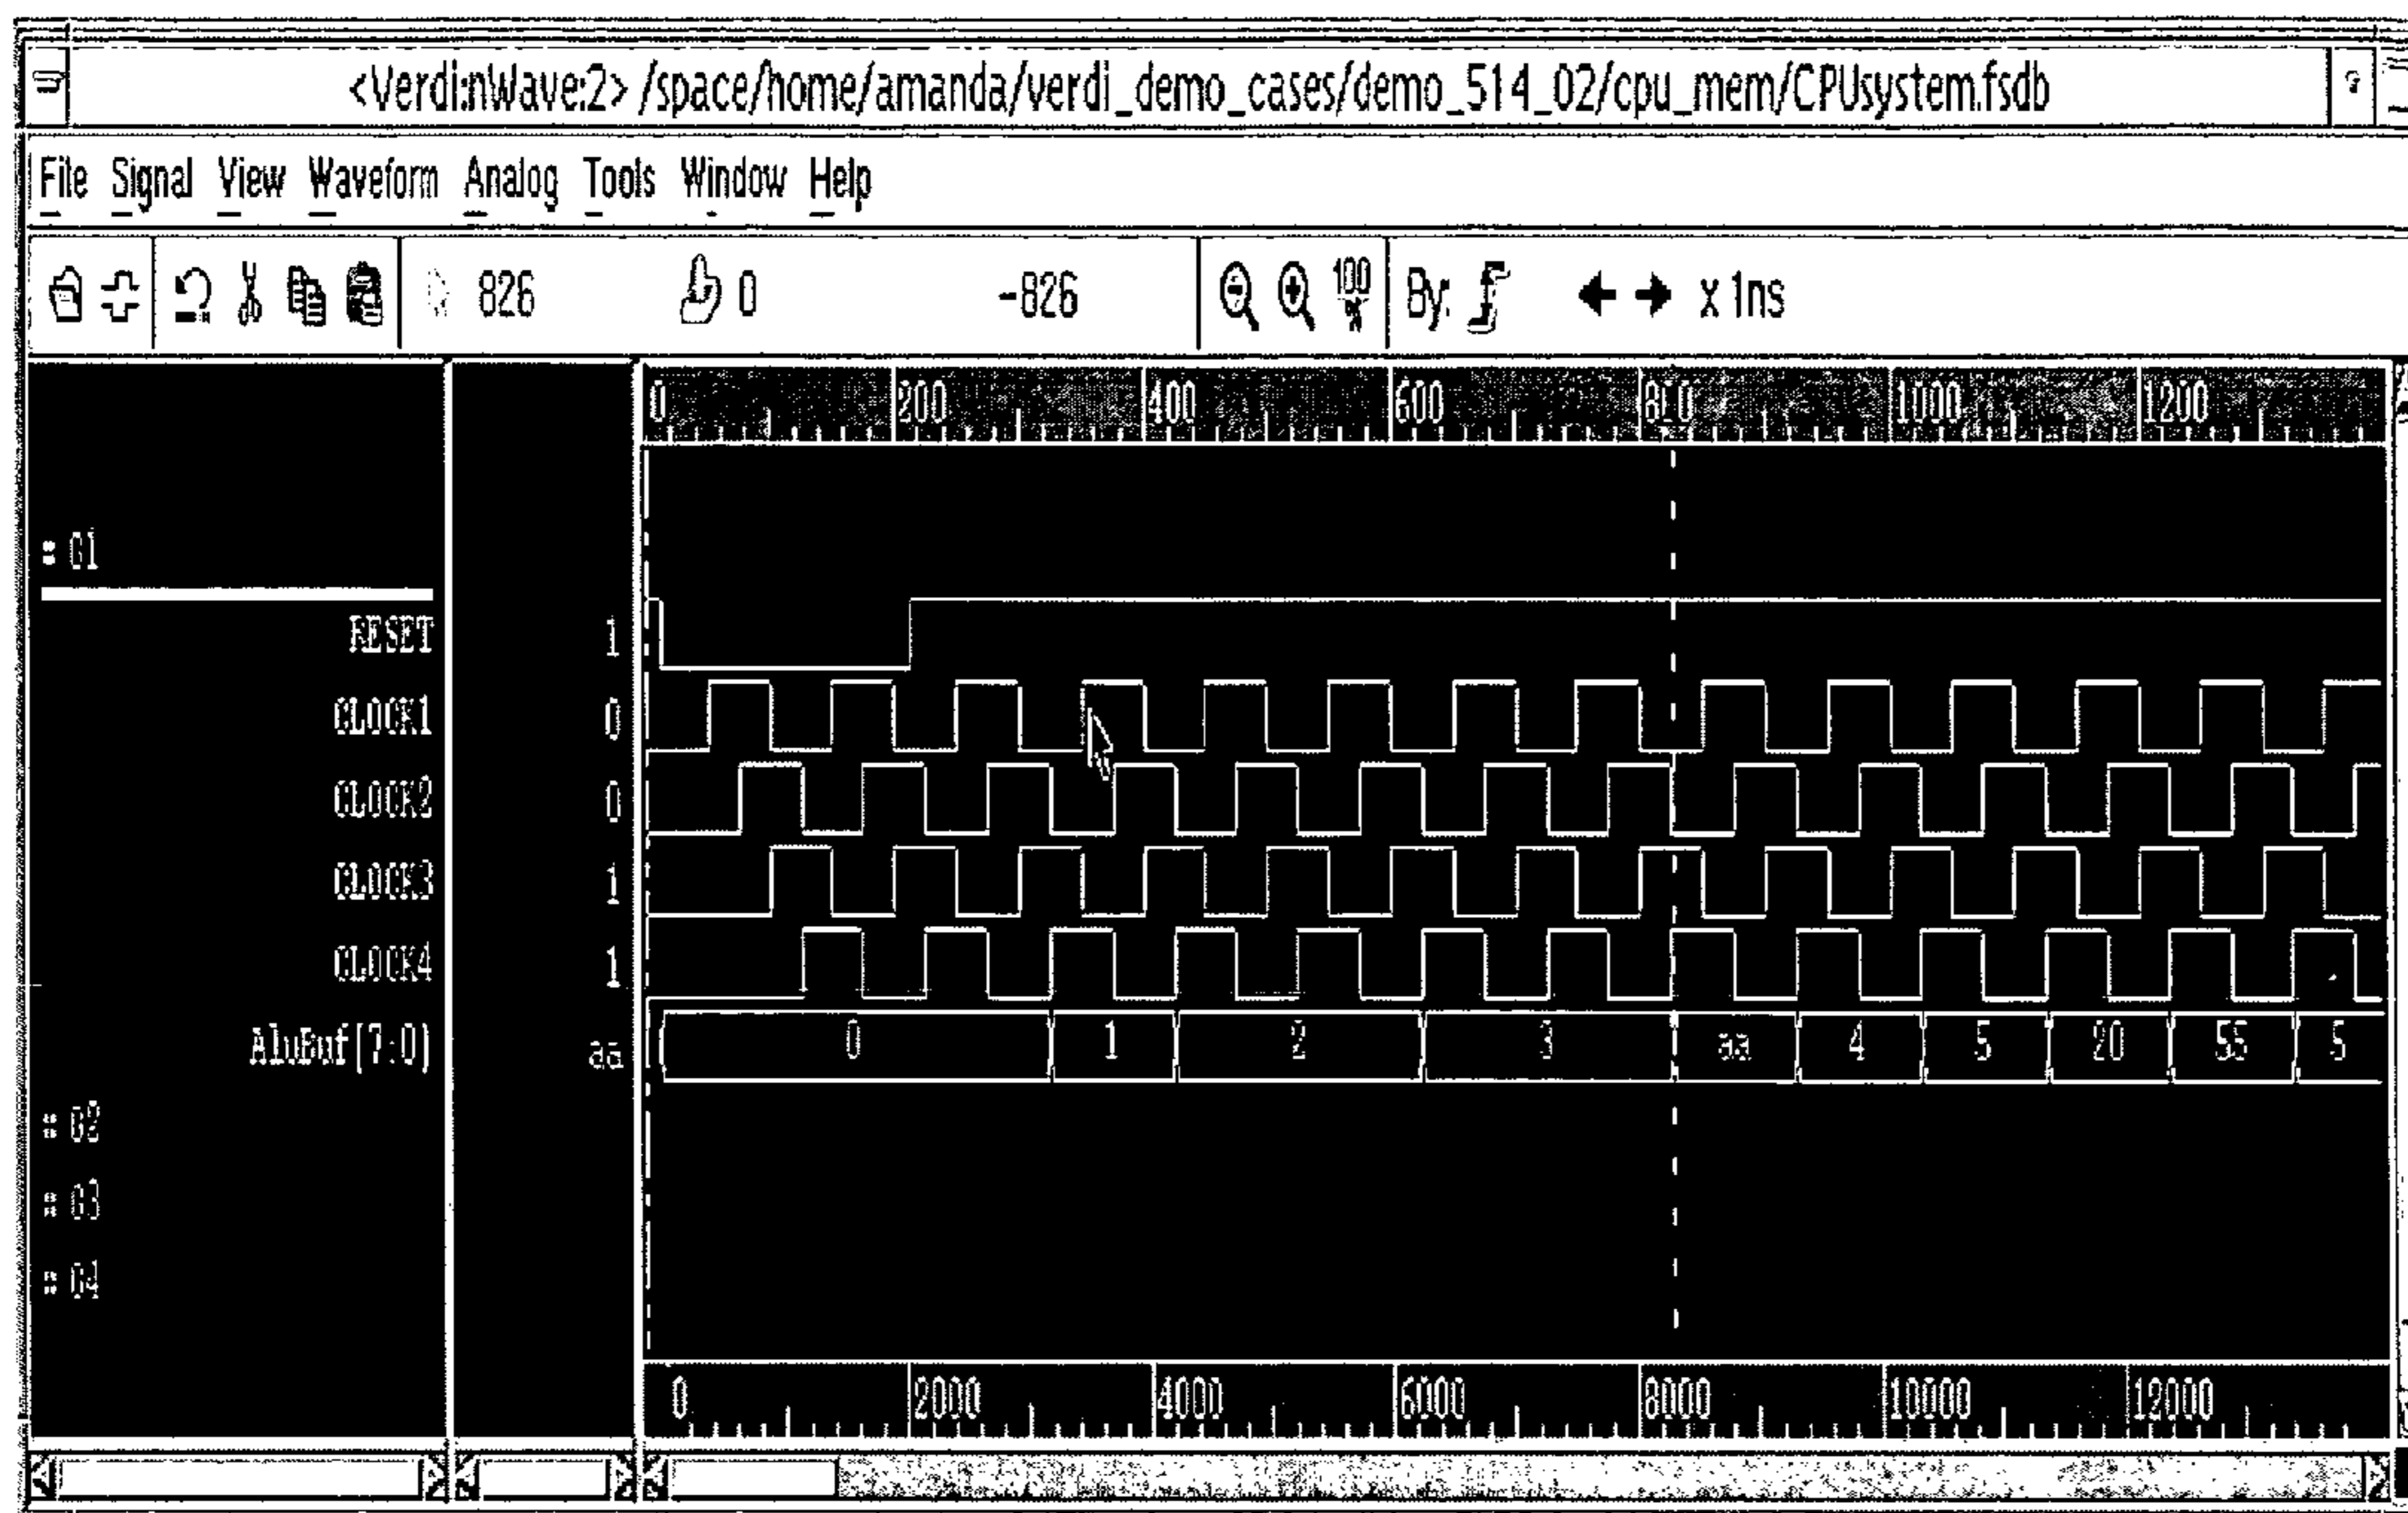 <Verdi:nWave:2> /space/home/amanda/verdi_demo_cases/demo_514_02/cpu_mem/CPUsystem.fsdb
File Signal View Waveform Analog Tools Window Help
826 0 -826 100 % By: x 1ns
0 200 400 600 800 1000 1200
G1
RESET 1
CLOCK1 0
CLOCK2 0
CLOCK3 1
CLOCK4 1
AluBuf[7:0] aa 0 1 2 3 aa 4 5 20 55 5
G2
G3
G4
0 2000 4000 6000 8000 10000 12000